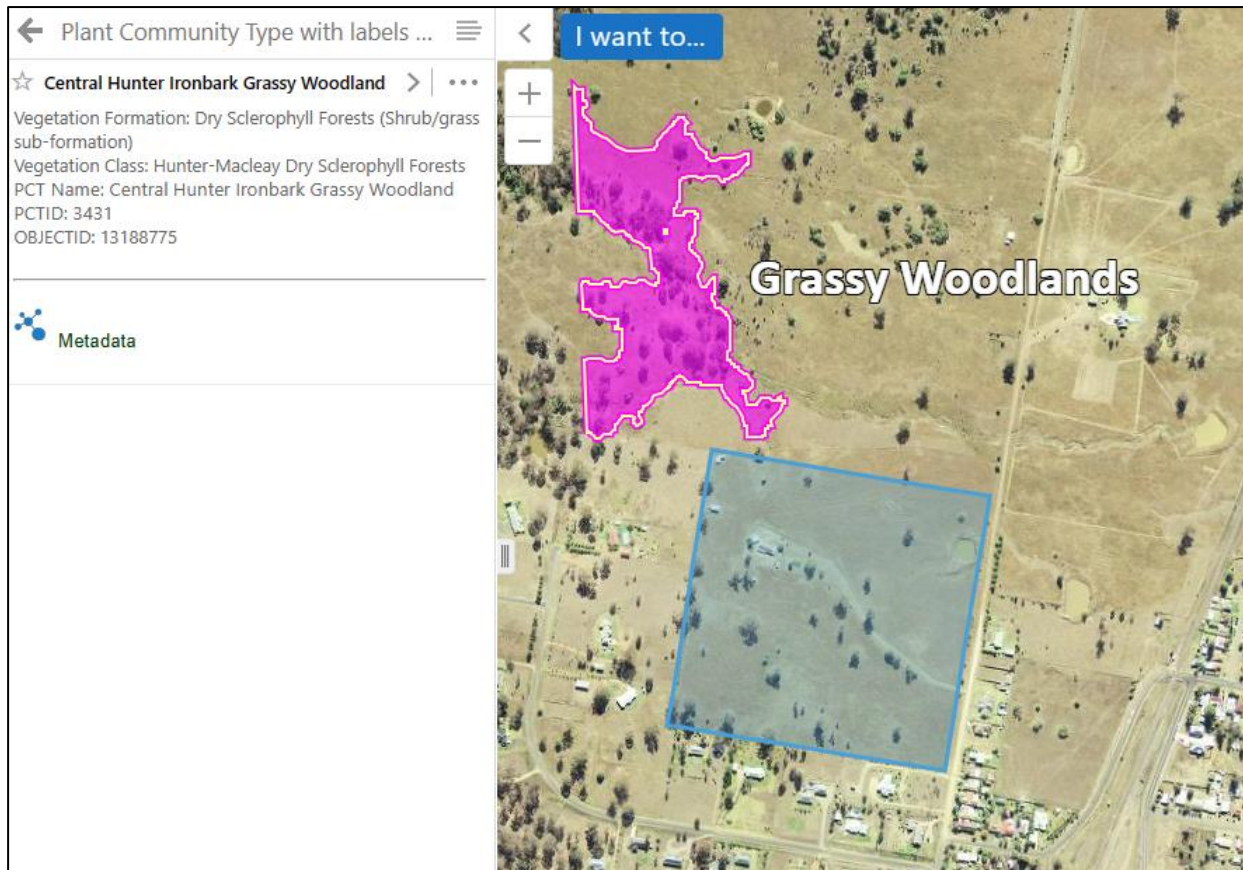 Plant Community Type with labels ...
I want to...
Central Hunter Ironbark Grassy Woodland
Vegetation Formation: Dry Sclerophyll Forests (Shrub/grass
sub-formation)
Vegetation Class: Hunter-Macleay Dry Sclerophyll Forests
PCT Name: Central Hunter Ironbark Grassy Woodland
PCTID: 3431
OBJECTID: 13188775
Metadata
Grassy Woodlands